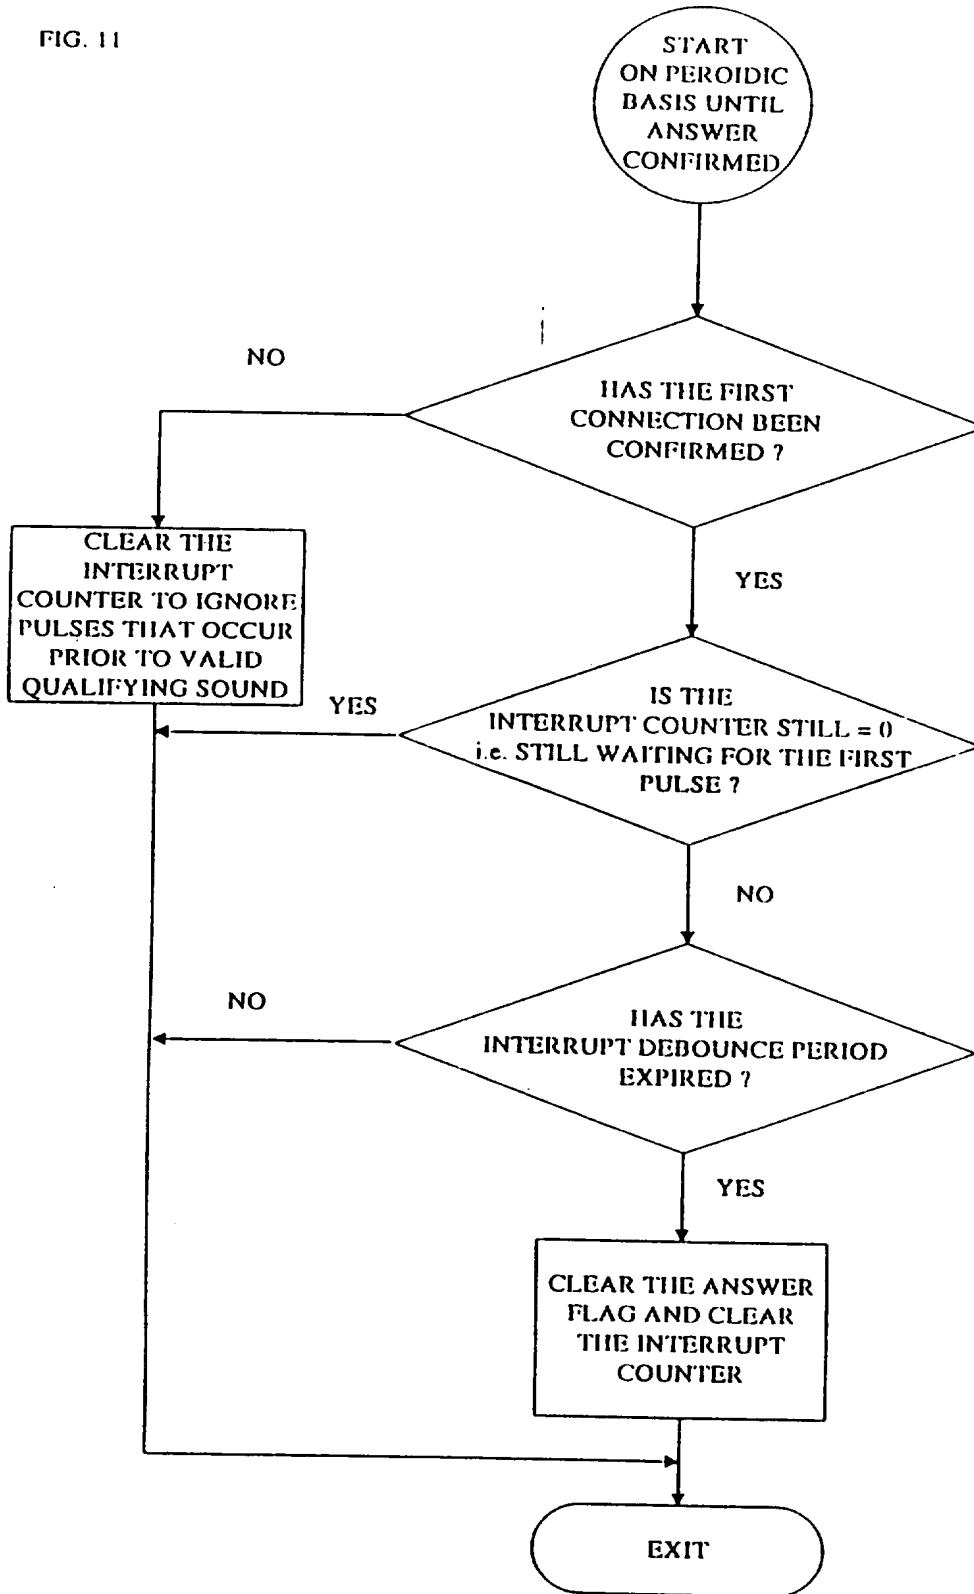 FIG. 11
START
ON PEROIDIC
BASIS UNTIL
ANSWER
CONFIRMED
NO
HAS THE FIRST
CONNECTION BEEN
CONFIRMED ?
CLEAR THE
INTERRUPT
COUNTER TO IGNORE
PULSES THAT OCCUR
PRIOR TO VALID
QUALIFYING SOUND
YES
YES
IS THE
INTERRUPT COUNTER STILL = 0
i.e. STILL WAITING FOR THE FIRST
PULSE ?
NO
NO
HAS THE
INTERRUPT DEBOUNCE PERIOD
EXPIRED ?
YES
CLEAR THE ANSWER
FLAG AND CLEAR
THE INTERRUPT
COUNTER
EXIT